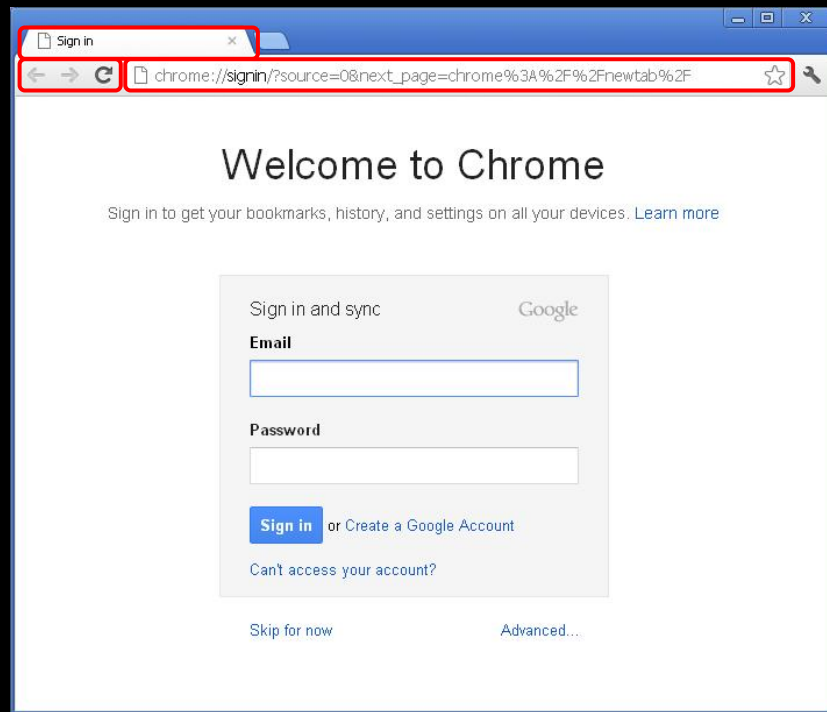 Sign in
chrome://signin/?source=0&next_page=chrome%3A%2F%2Fnewtab%2F
Welcome to Chrome
Sign in to get your bookmarks, history, and settings on all your devices. Learn more
Sign in and sync Google
Email
Password
Sign in or Create a Google Account
Can't access your account?
Skip for now Advanced...